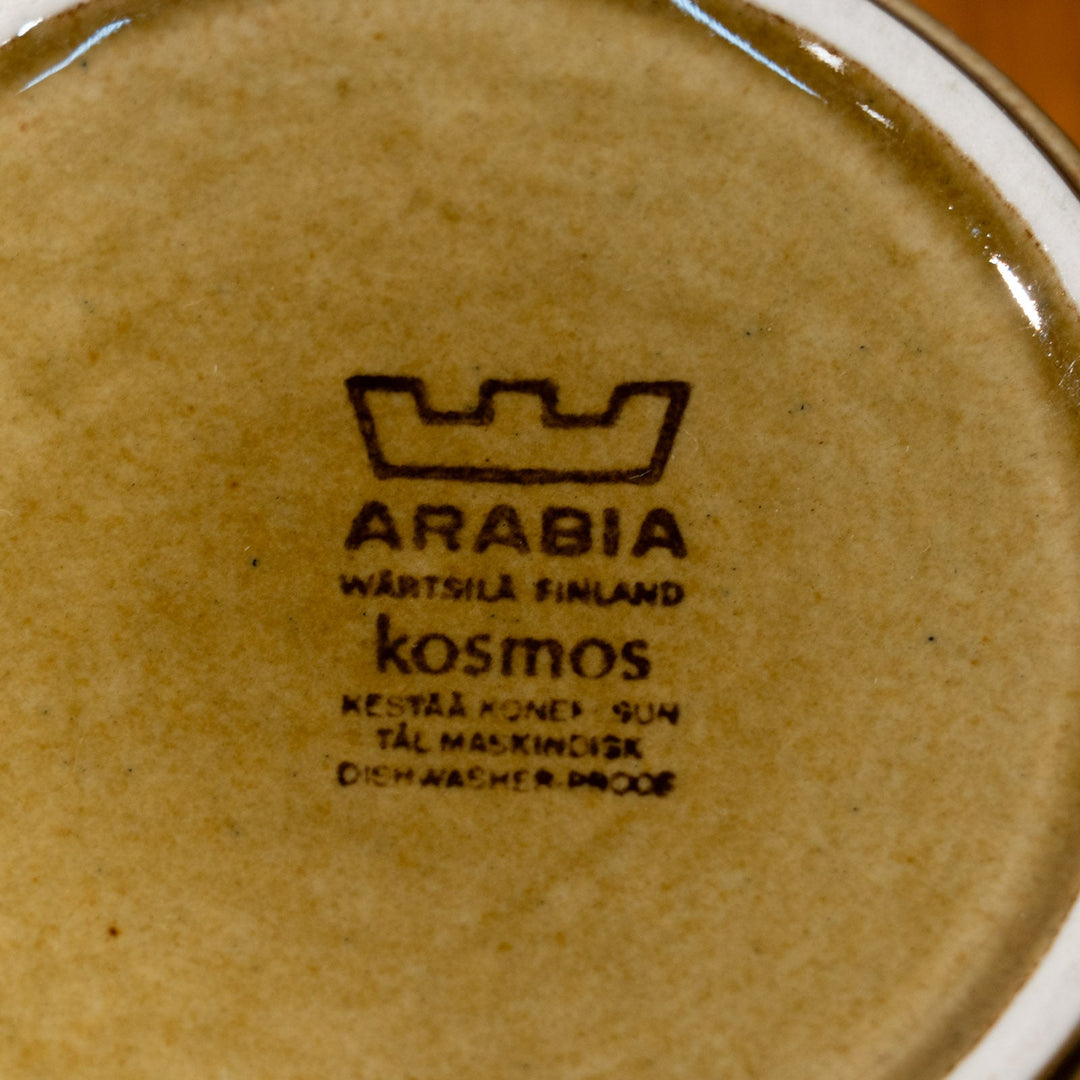 ARABIA
WÄRTSILÄ FINLAND
kosmos
KESTÄÄ
TÅL MASKINDISK
DISHWASHER-PROOF